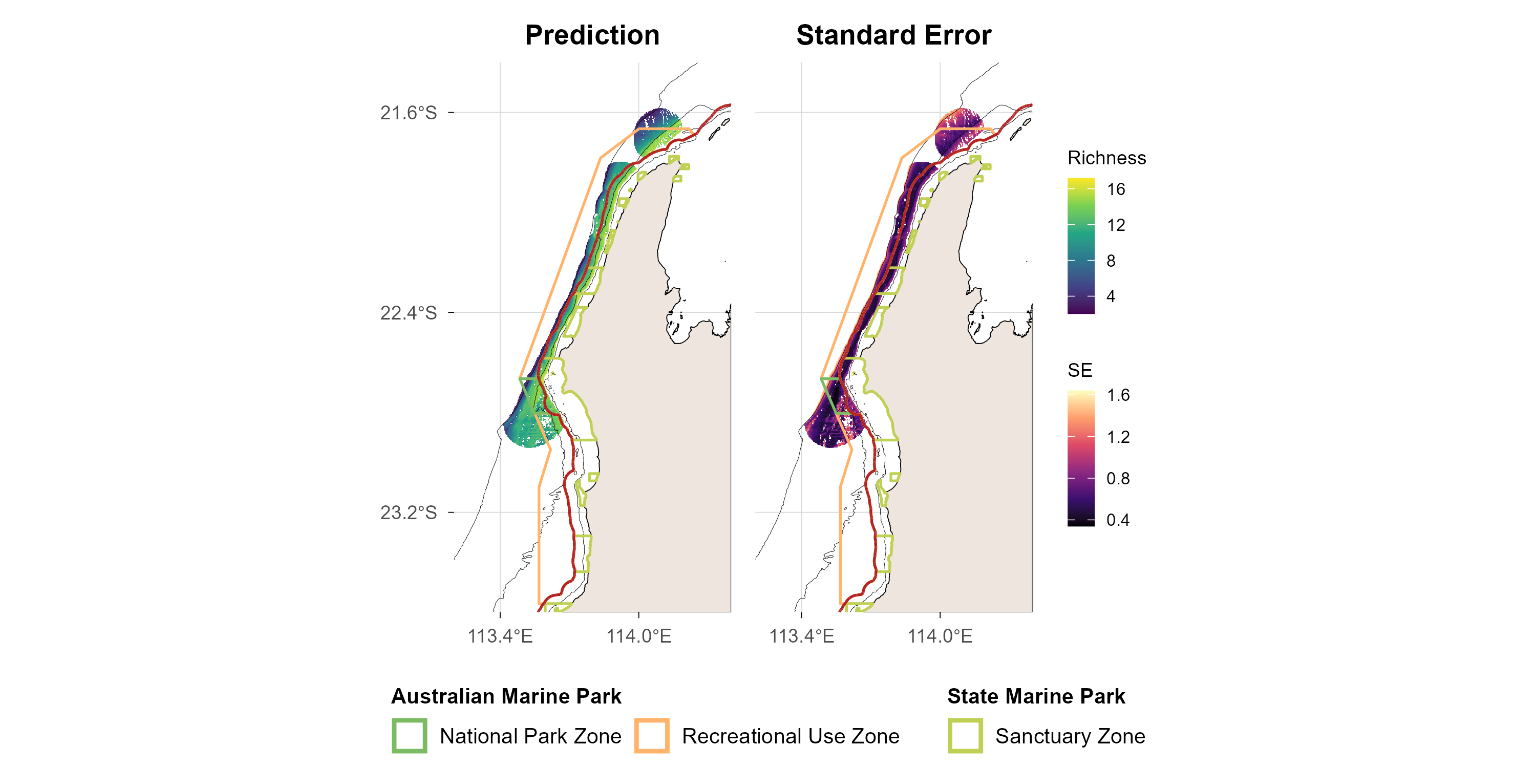 Prediction
Standard Error
21.6°S
22.4°S
23.2°S
113.4°E
114.0°E
113.4°E
114.0°E
Richness
16
12
8
4
SE
1.6
1.2
0.8
0.4
Australian Marine Park
National Park Zone
Recreational Use Zone
State Marine Park
Sanctuary Zone